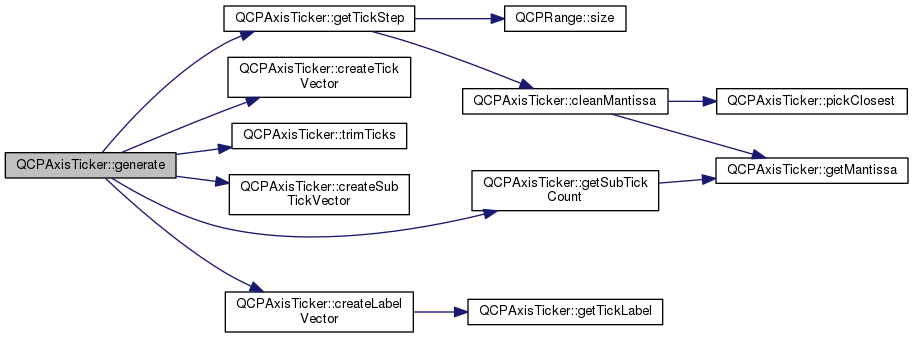 QCPAxisTicker::getTickStep
QCPRange::size
QCPAxisTicker::createTick
Vector
QCPAxisTicker::cleanMantissa
QCPAxisTicker::pickClosest
QCPAxisTicker::trimTicks
QCPAxisTicker::generate
QCPAxisTicker::getMantissa
QCPAxisTicker::createSub
TickVector
QCPAxisTicker::getSubTick
Count
QCPAxisTicker::createLabel
Vector
QCPAxisTicker::getTickLabel